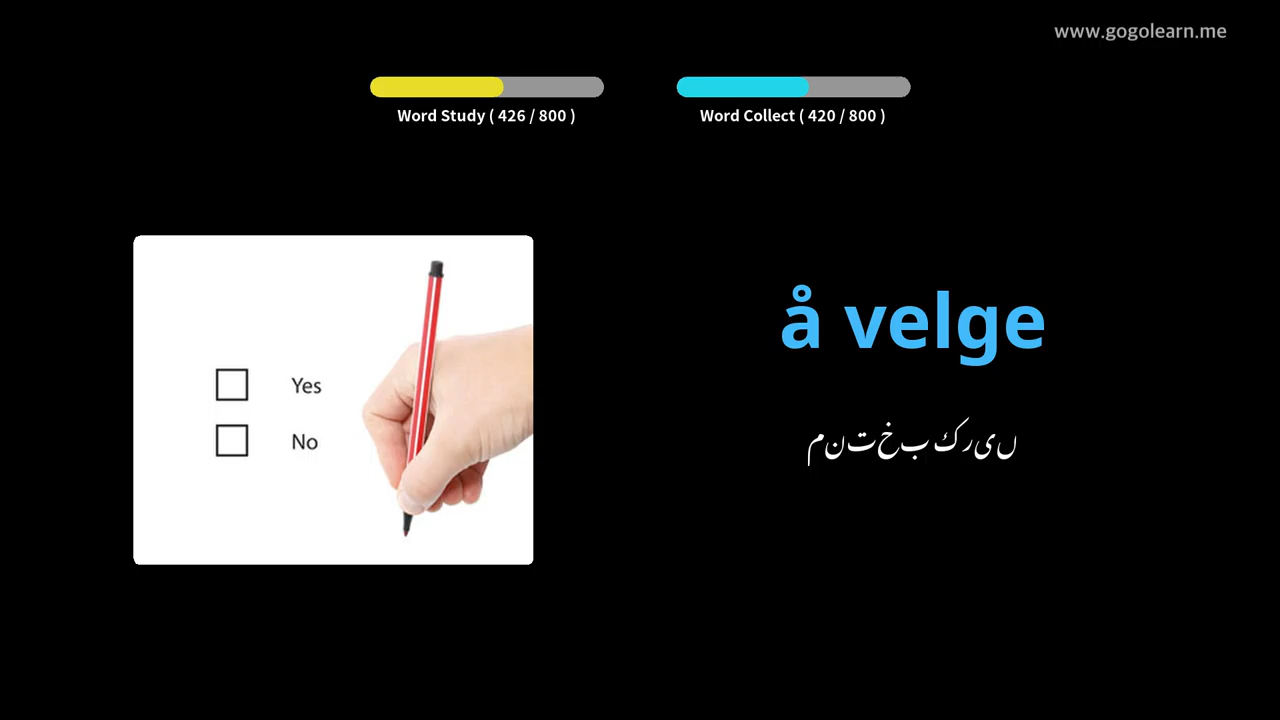 www.gogolearn.me
Word Study ( 426 / 800 )
Word Collect ( 420 / 800 )
Yes
No
å velge
منتخب کریں